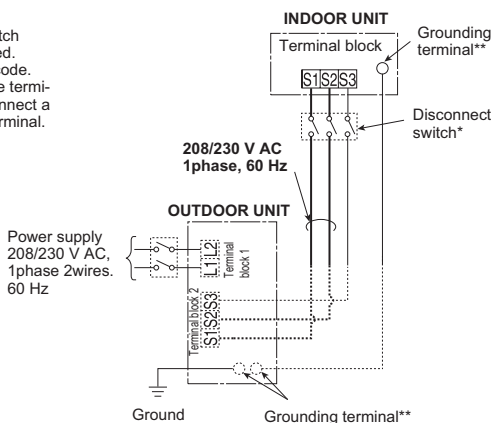 tch
ed.
code.
e termi-
nnect a
rminal.
INDOOR UNIT
Terminal block
S1 S2 S3
Grounding
terminal**
Disconnect
switch*
208/230 V AC
1phase, 60 Hz
OUTDOOR UNIT
Power supply
208/230 V AC,
1phase 2wires.
60 Hz
L1 L2
Terminal
block 1
Terminal block 2
S1 S2 S3
Ground
Grounding terminal**